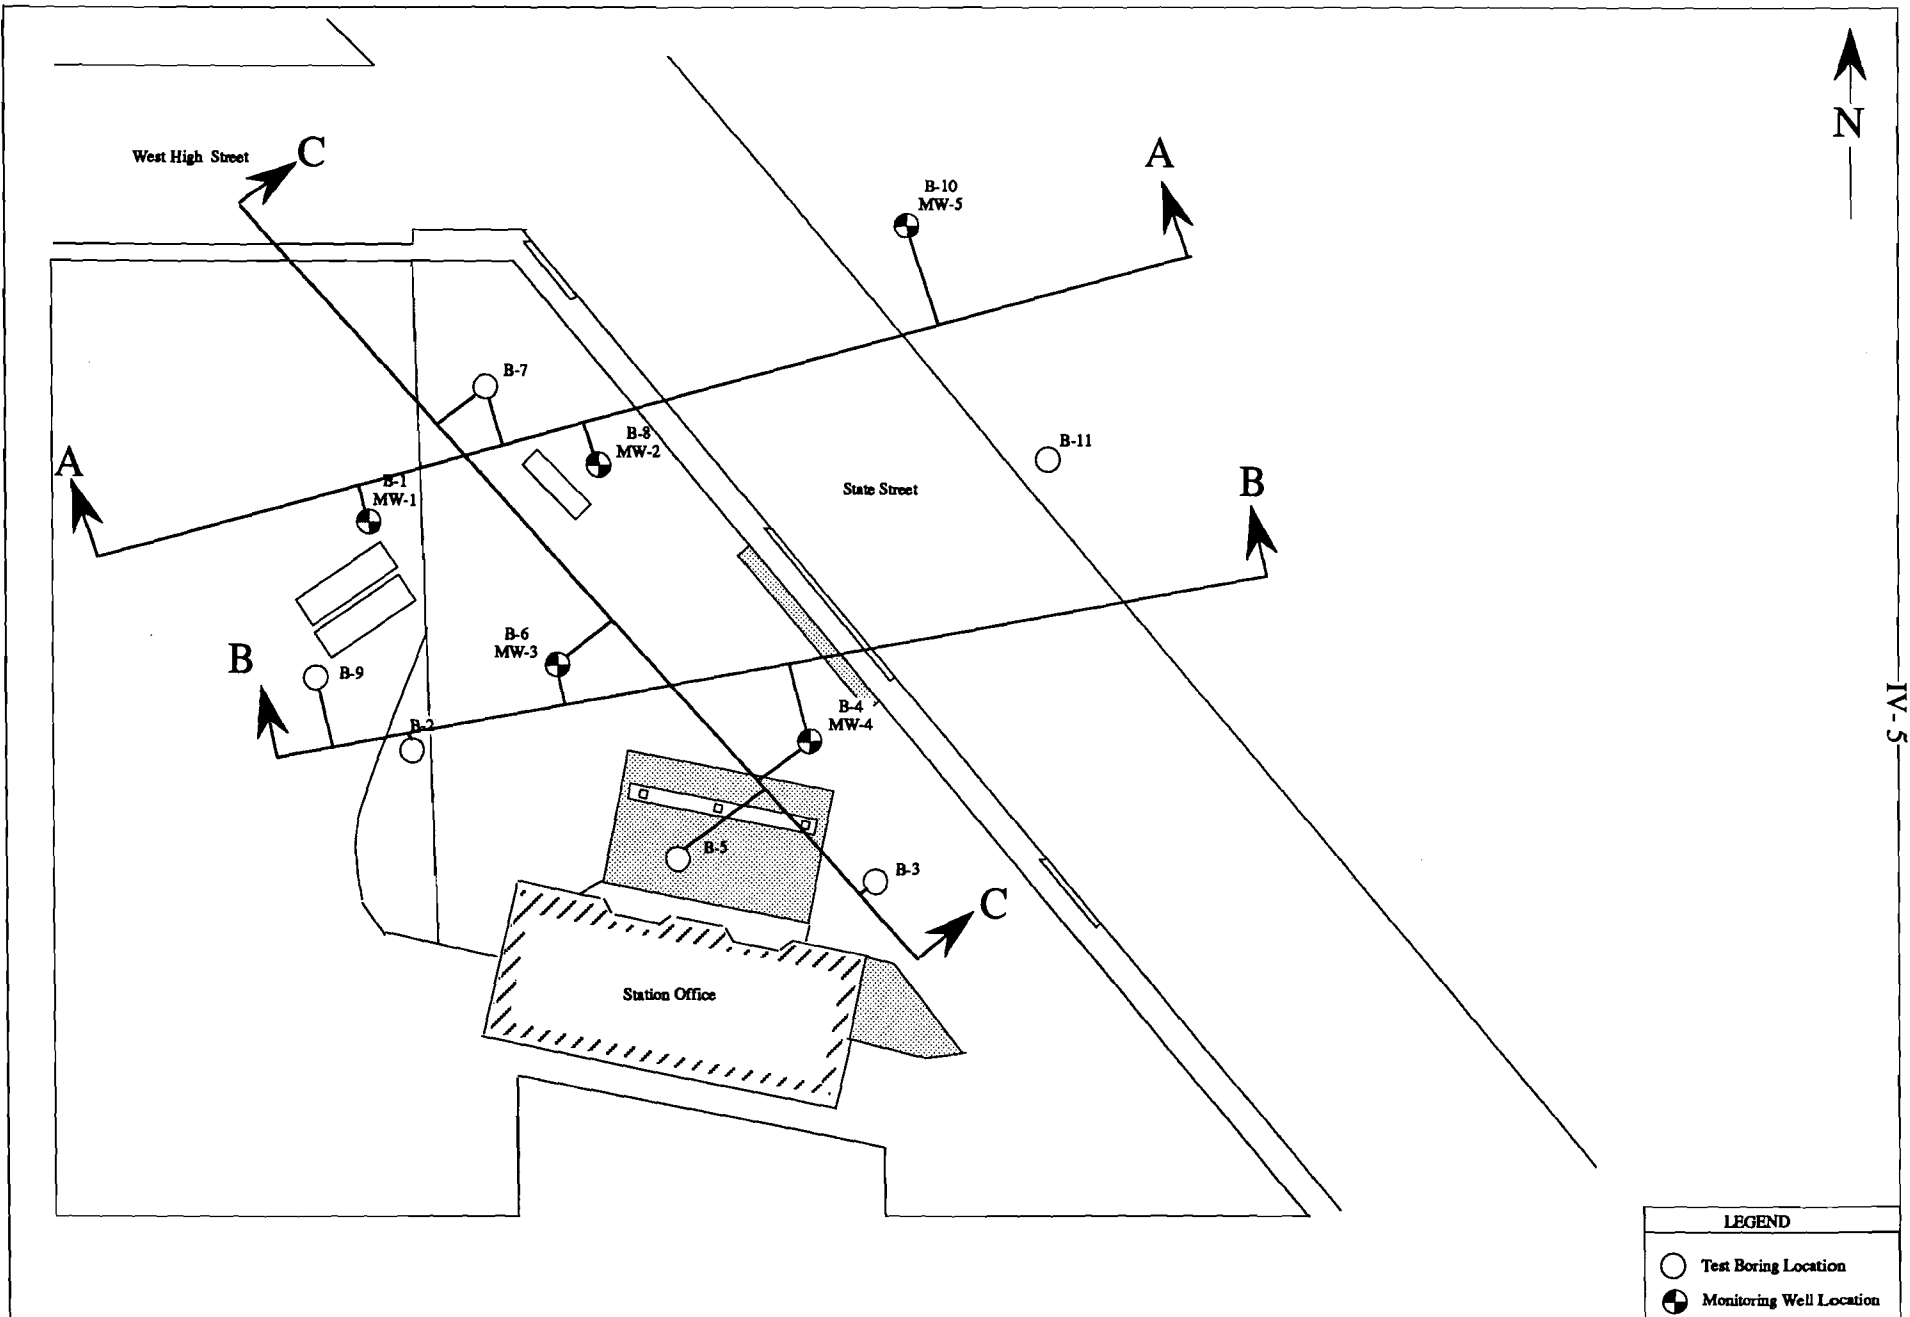 N
West High Street
C
A
B-10
MW-5
B-7
B-8
MW-2
B-11
A
B-1
MW-1
State Street
B
B-6
MW-3
B
B-9
B-2
B-4
MW-4
B-5
B-3
C
Station Office
IV-5
LEGEND
Test Boring Location
Monitoring Well Location